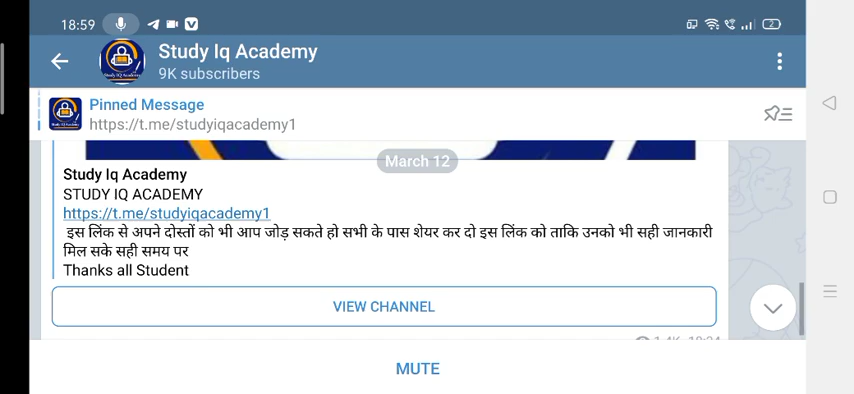 18:59
Study Iq Academy
9K subscribers
Pinned Message
https://t.me/studyiqacademy1
March 12
Study Iq Academy
STUDY IQ ACADEMY
https://t.me/studyiqacademy1
इस लिंक से अपने दोस्तों को भी आप जोड़ सकते हो सभी के पास शेयर कर दो इस लिंक को ताकि उनको भी सही जानकारी
मिल सके सही समय पर
Thanks all Student
VIEW CHANNEL
MUTE